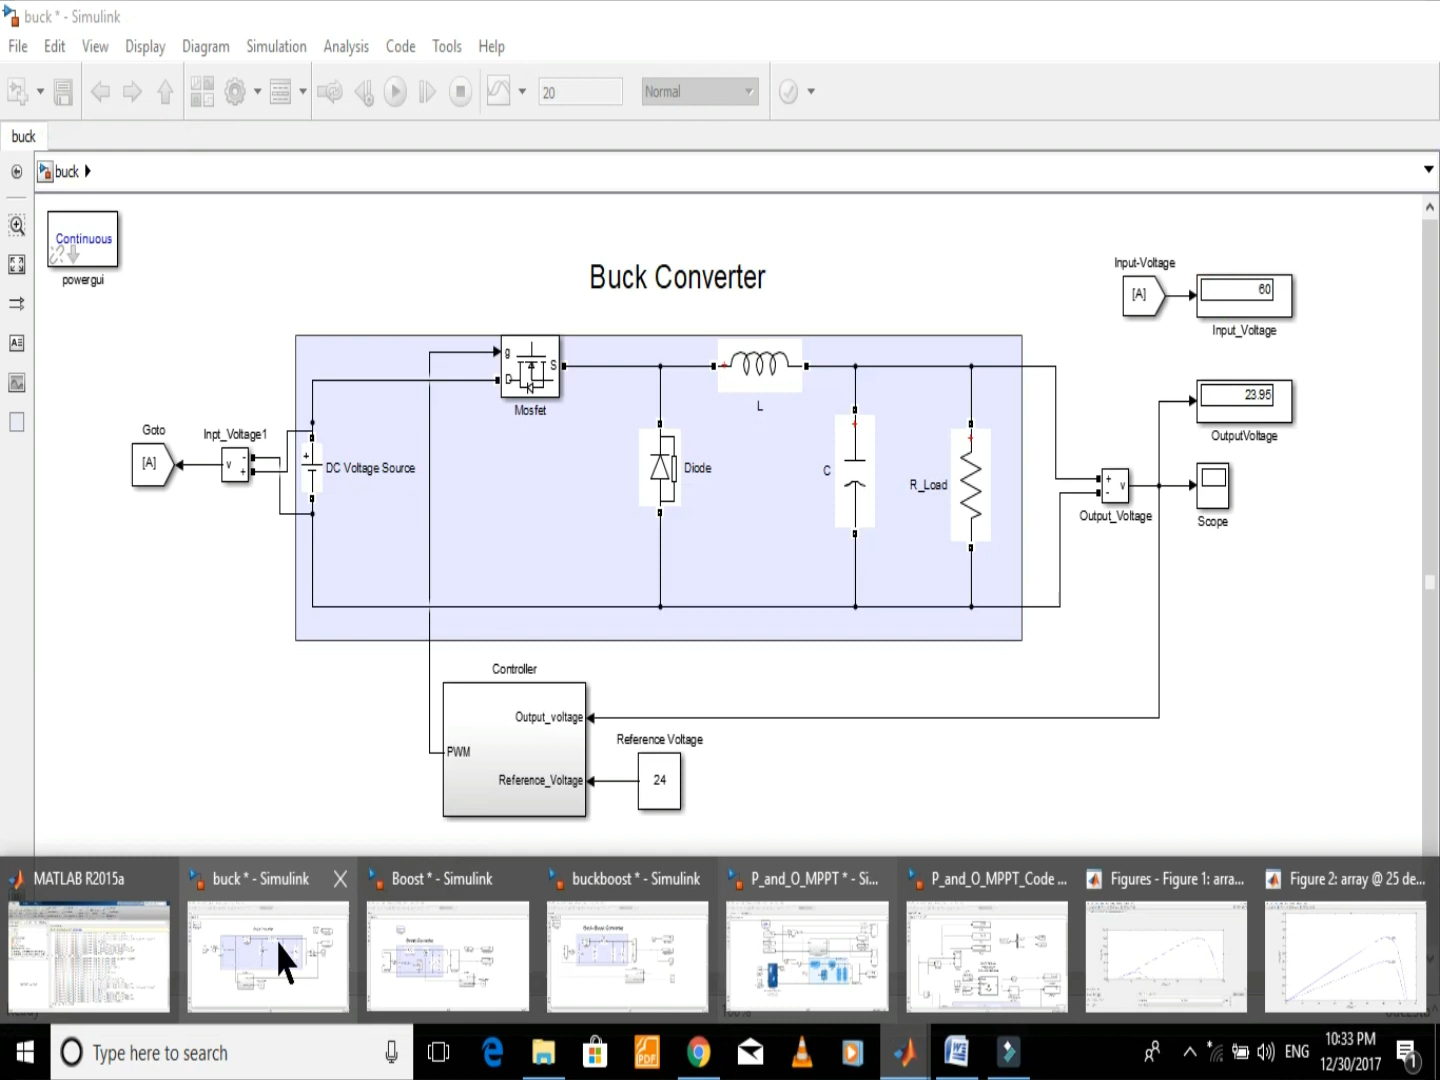 buck * - Simulink
File Edit View Display Diagram Simulation Analysis Code Tools Help
20
Normal
buck
buck
Continuous
powergui
Buck Converter
Input-Voltage
[A]
60
Input_Voltage
g
S
D
Mosfet
L
23.95
OutputVoltage
Goto
[A]
Inpt_Voltage1
v
-
+
+
DC Voltage Source
Diode
C
R_Load
+
-
v
Output_Voltage
Scope
Controller
Output_voltage
PWM
Reference_Voltage
Reference Voltage
24
MATLAB R2015a
buck * - Simulink
Boost * - Simulink
buckboost * - Simulink
P_and_O_MPPT * - Si...
P_and_O_MPPT_Code ...
Figures - Figure 1: arra...
Figure 2: array @ 25 de...
Type here to search
PDF
ENG
10:33 PM
12/30/2017
1